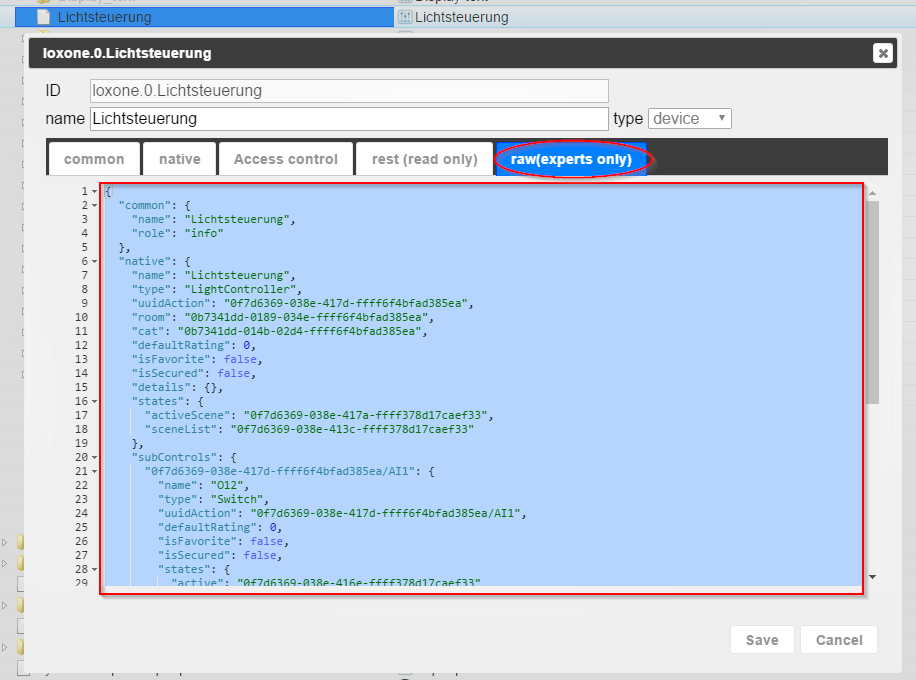 Lichtsteuerung
Lichtsteuerung
loxone.0.Lichtsteuerung
ID loxone.0.Lichtsteuerung
name Lichtsteuerung type device
common native Access control rest (read only) raw(experts only)
1 {
2 "common": {
3 "name": "Lichtsteuerung",
4 "role": "info"
5 },
6 "native": {
7 "name": "Lichtsteuerung",
8 "type": "LightController",
9 "uuidAction": "0f7d6369-038e-417d-ffff6f4bfad385ea",
10 "room": "0b7341dd-0189-034e-ffff6f4bfad385ea",
11 "cat": "0b7341dd-014b-02d4-ffff6f4bfad385ea",
12 "defaultRating": 0,
13 "isFavorite": false,
14 "isSecured": false,
15 "details": {},
16 "states": {
17 "activeScene": "0f7d6369-038e-417a-ffff378d17caef33",
18 "sceneList": "0f7d6369-038e-413c-ffff378d17caef33"
19 },
20 "subControls": {
21 "0f7d6369-038e-417d-ffff6f4bfad385ea/AI1": {
22 "name": "O12",
23 "type": "Switch",
24 "uuidAction": "0f7d6369-038e-417d-ffff6f4bfad385ea/AI1",
25 "defaultRating": 0,
26 "isFavorite": false,
27 "isSecured": false,
28 "states": {
29 "active": "0f7d6369-038e-416e-ffff378d17caef33"
Save Cancel